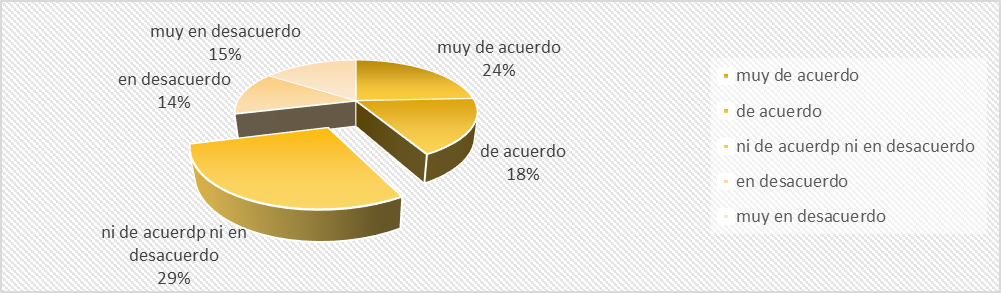 muy en desacuerdo
15%
muy de acuerdo
24%
en desacuerdo
14%
de acuerdo
18%
ni de acuerdp ni en
desacuerdo
29%
muy de acuerdo
de acuerdo
ni de acuerdp ni en desacuerdo
en desacuerdo
muy en desacuerdo